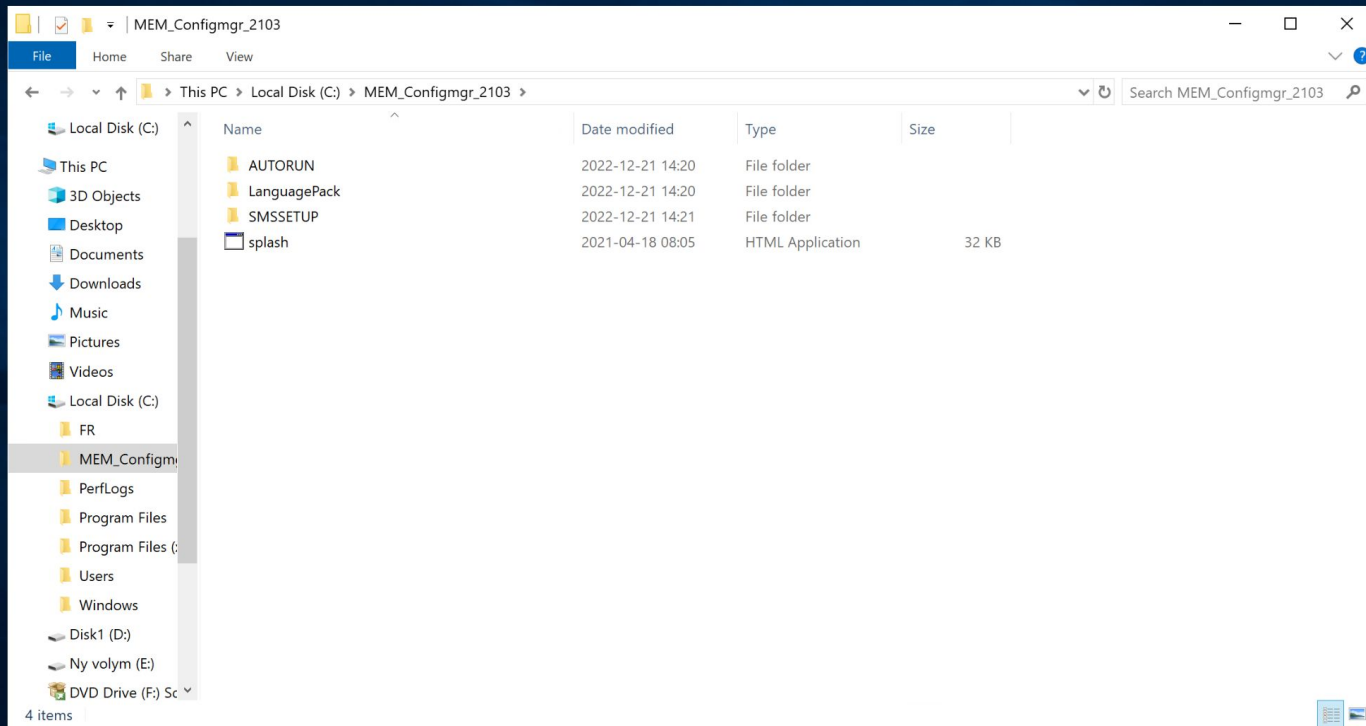 MEM_Configmgr_2103
File Home Share View
This PC > Local Disk (C:) > MEM_Configmgr_2103 > Search MEM_Configmgr_2103
Name Date modified Type Size
Local Disk (C:)
This PC
3D Objects
Desktop
Documents
Downloads
Music
Pictures
Videos
Local Disk (C:)
FR
MEM_Configmg
PerfLogs
Program Files
Program Files (
Users
Windows
Disk1 (D:)
Ny volym (E:)
DVD Drive (F:) Sc
AUTORUN 2022-12-21 14:20 File folder
LanguagePack 2022-12-21 14:20 File folder
SMSSETUP 2022-12-21 14:21 File folder
splash 2021-04-18 08:05 HTML Application 32 KB
4 items